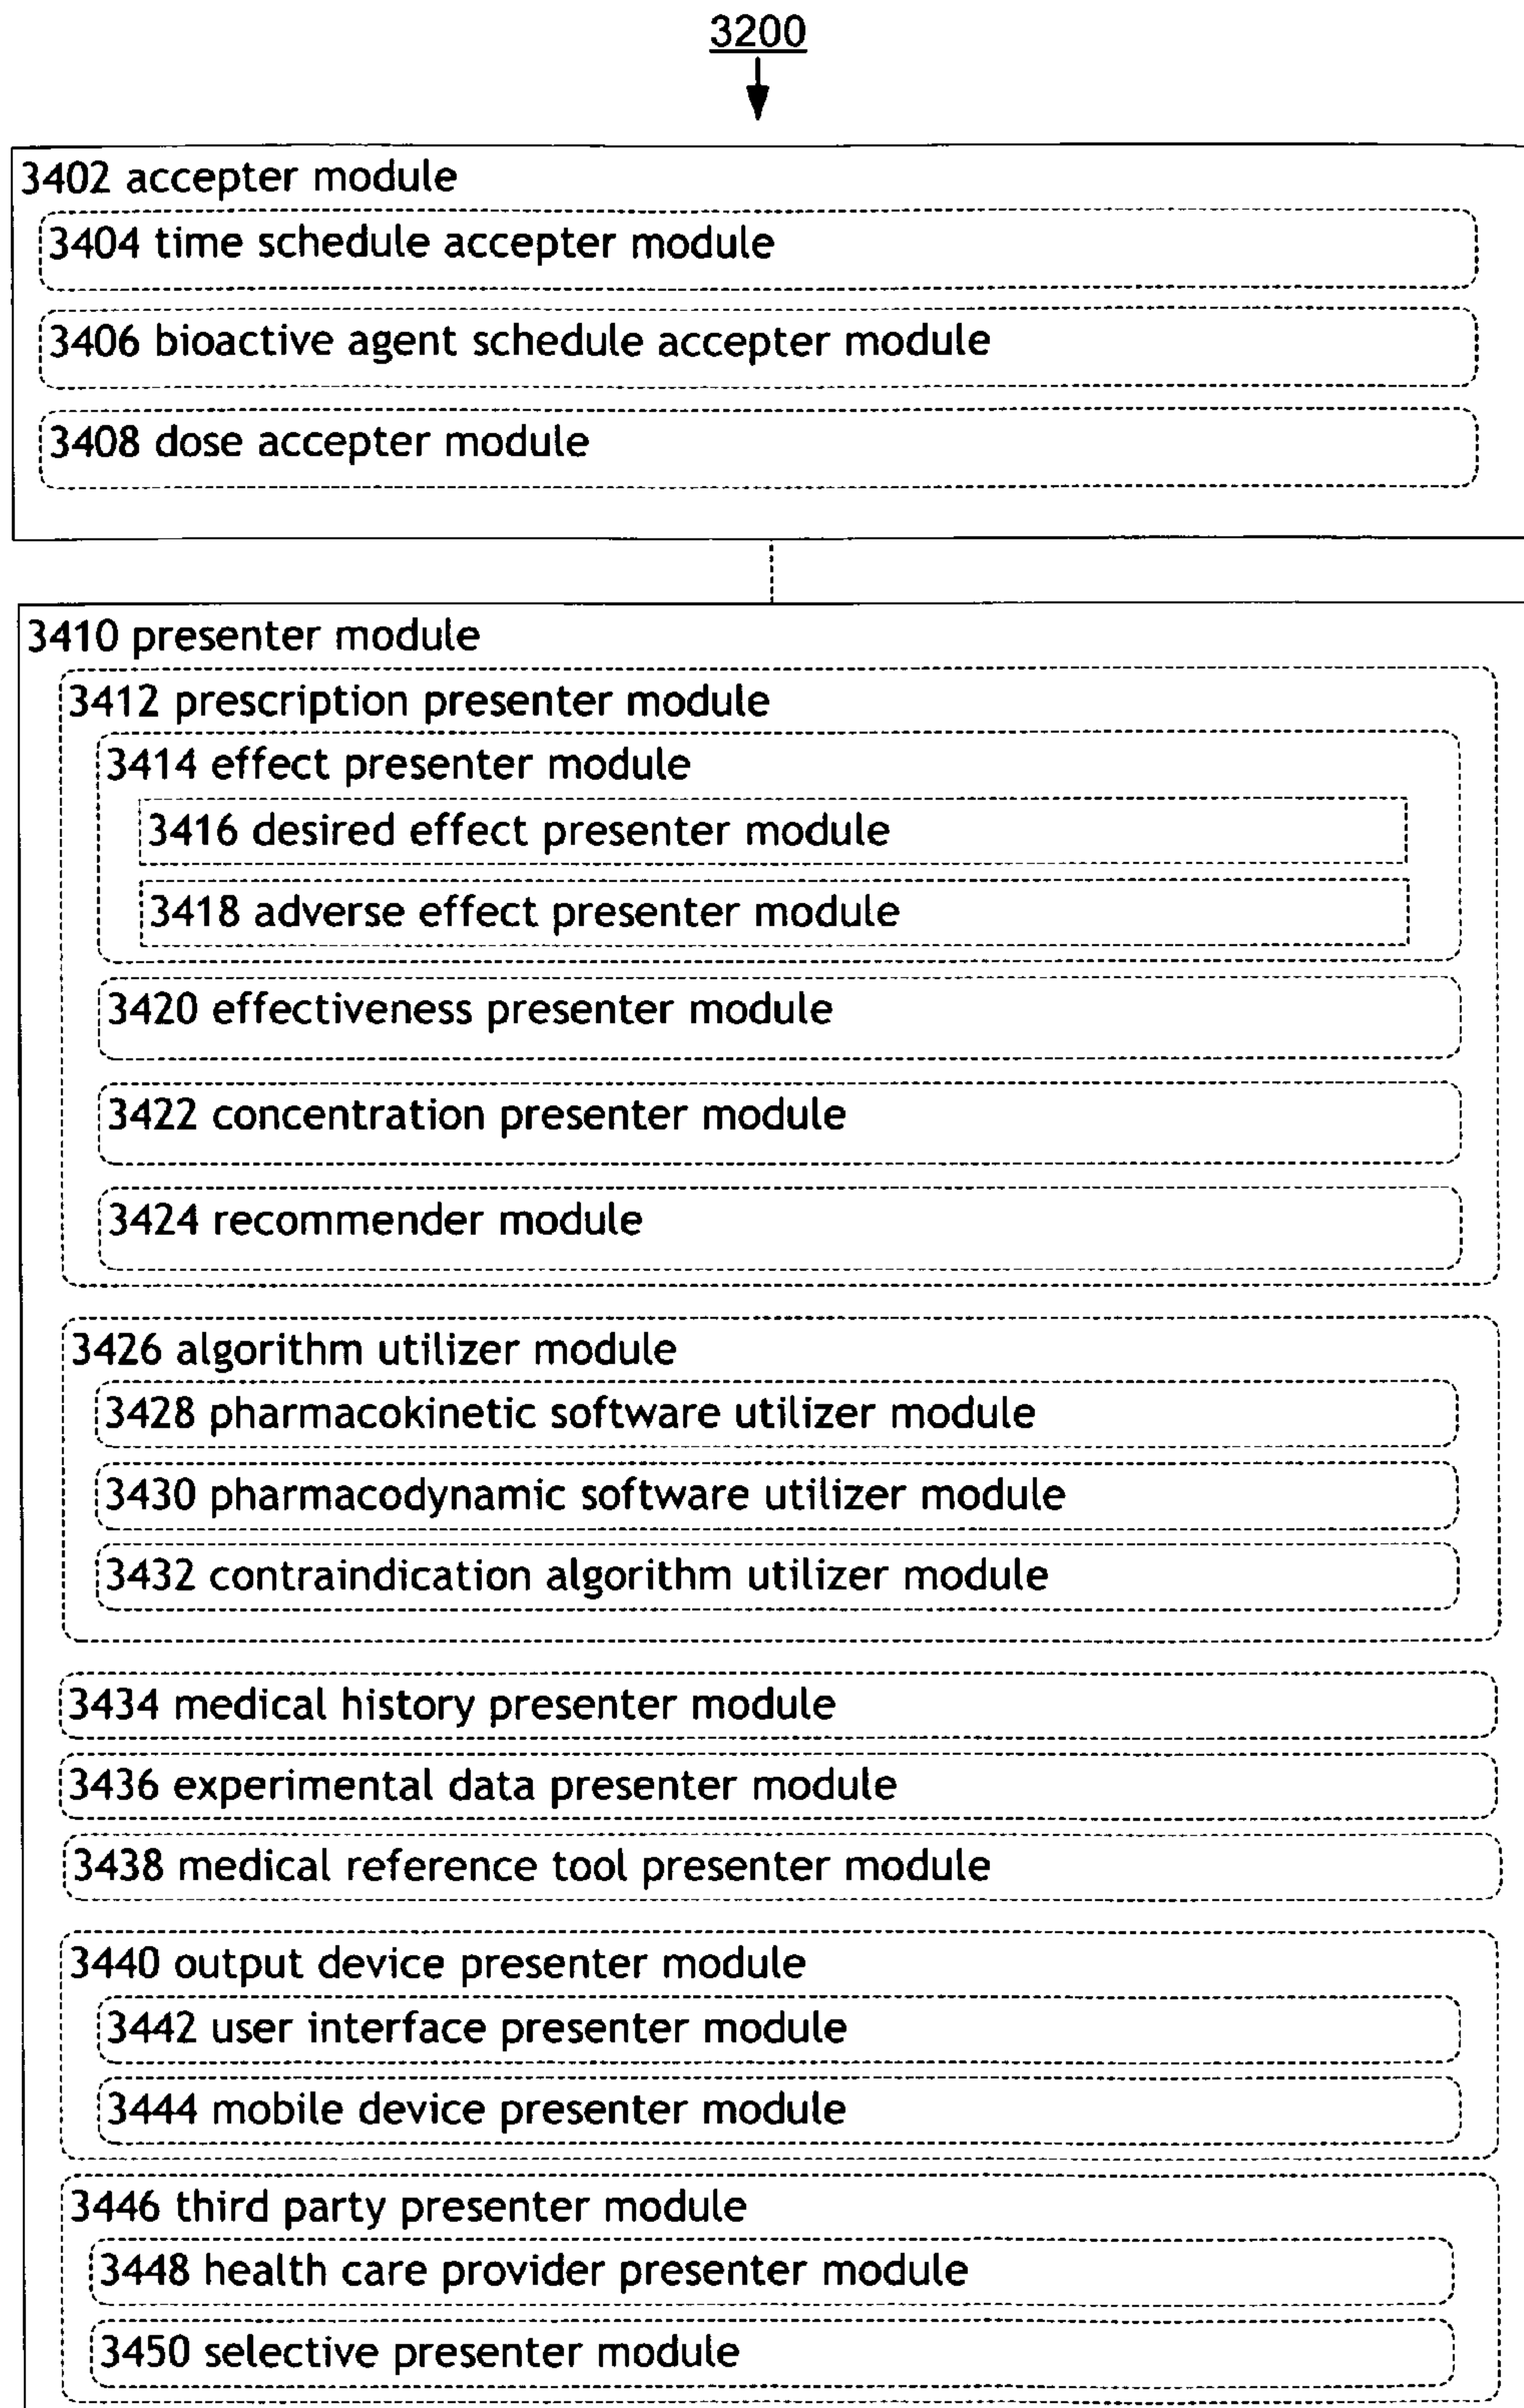 3200
3402 accepter module
3404 time schedule accepter module
3406 bioactive agent schedule accepter module
3408 dose accepter module
3410 presenter module
3412 prescription presenter module
3414 effect presenter module
3416 desired effect presenter module
3418 adverse effect presenter module
3420 effectiveness presenter module
3422 concentration presenter module
3424 recommender module
3426 algorithm utilizer module
3428 pharmacokinetic software utilizer module
3430 pharmacodynamic software utilizer module
3432 contraindication algorithm utilizer module
3434 medical history presenter module
3436 experimental data presenter module
3438 medical reference tool presenter module
3440 output device presenter module
3442 user interface presenter module
3444 mobile device presenter module
3446 third party presenter module
3448 health care provider presenter module
3450 selective presenter module